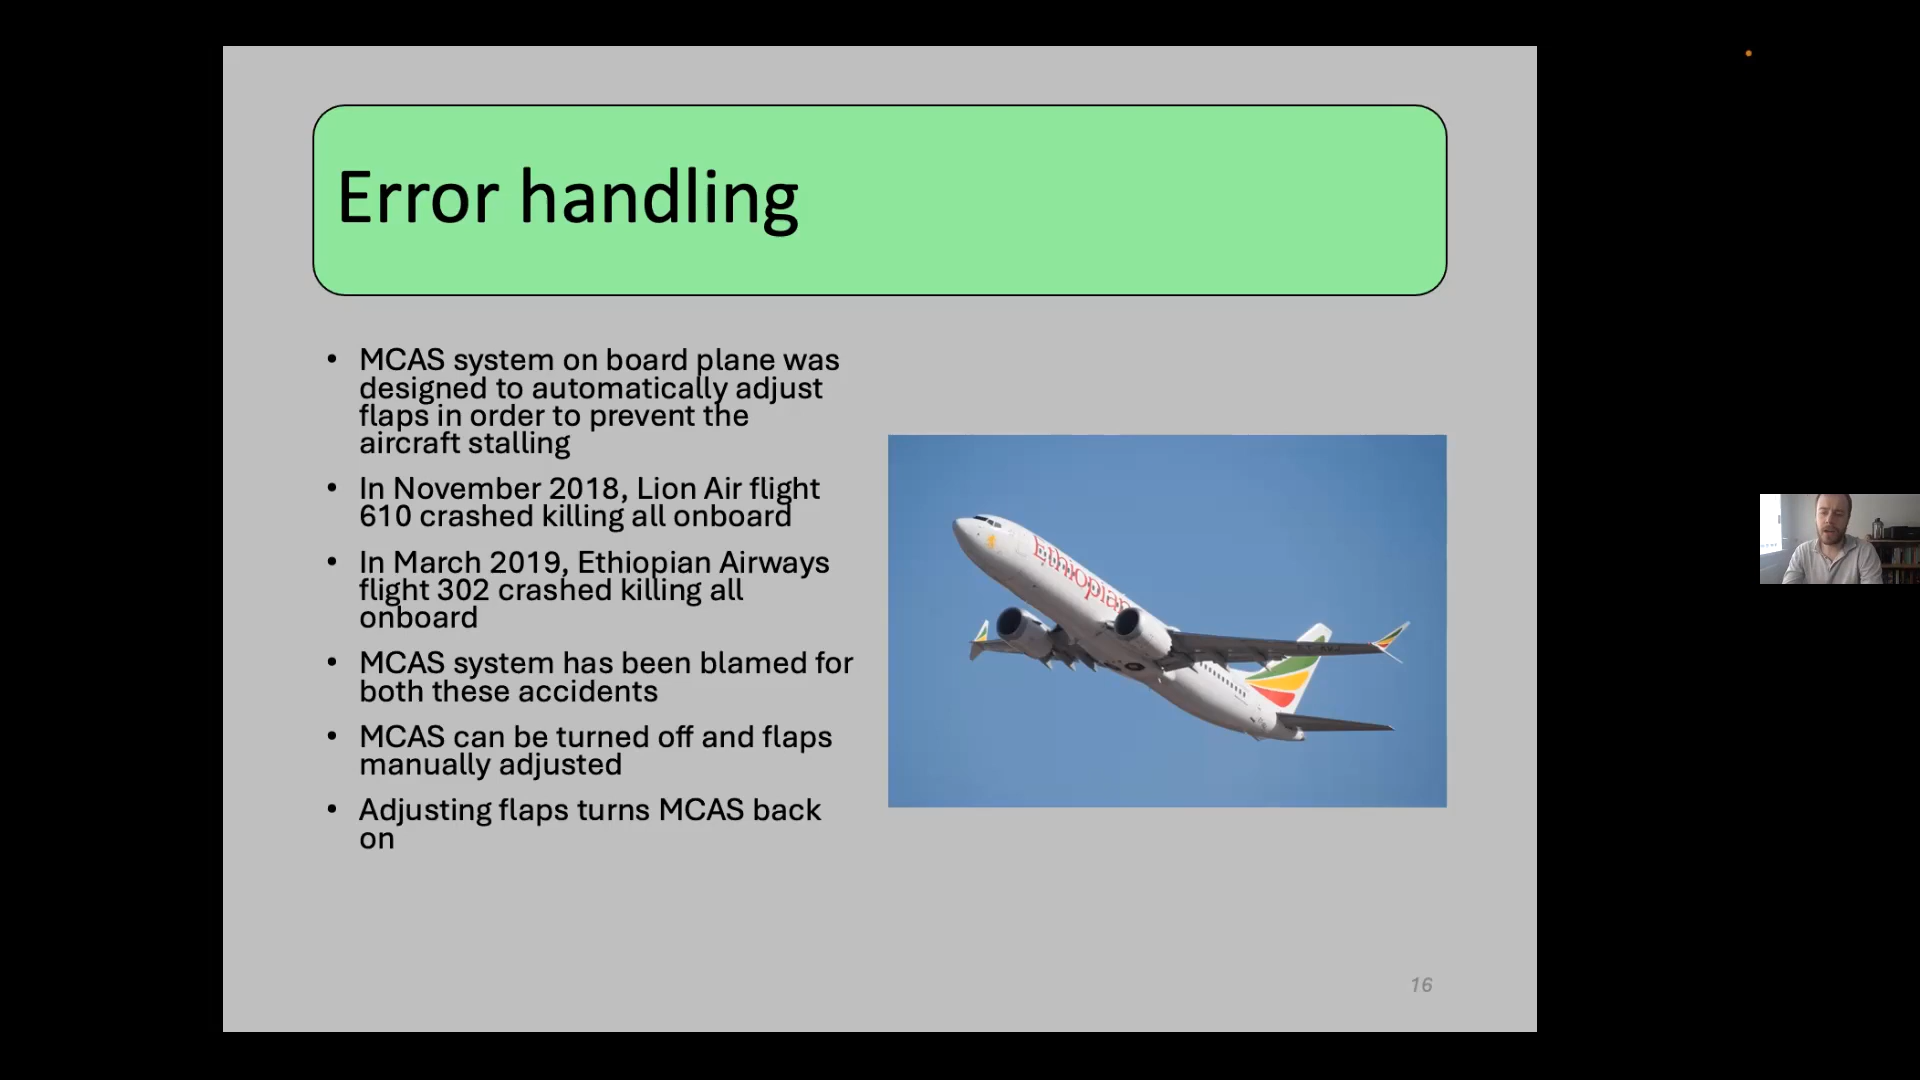 Error handling
• MCAS system on board plane was
designed to automatically adjust
flaps in order to prevent the
aircraft stalling
• In November 2018, Lion Air flight
610 crashed killing all onboard
• In March 2019, Ethiopian Airways
flight 302 crashed killing all
onboard
• MCAS system has been blamed for
both these accidents
• MCAS can be turned off and flaps
manually adjusted
• Adjusting flaps turns MCAS back
on
Ethiopian
16